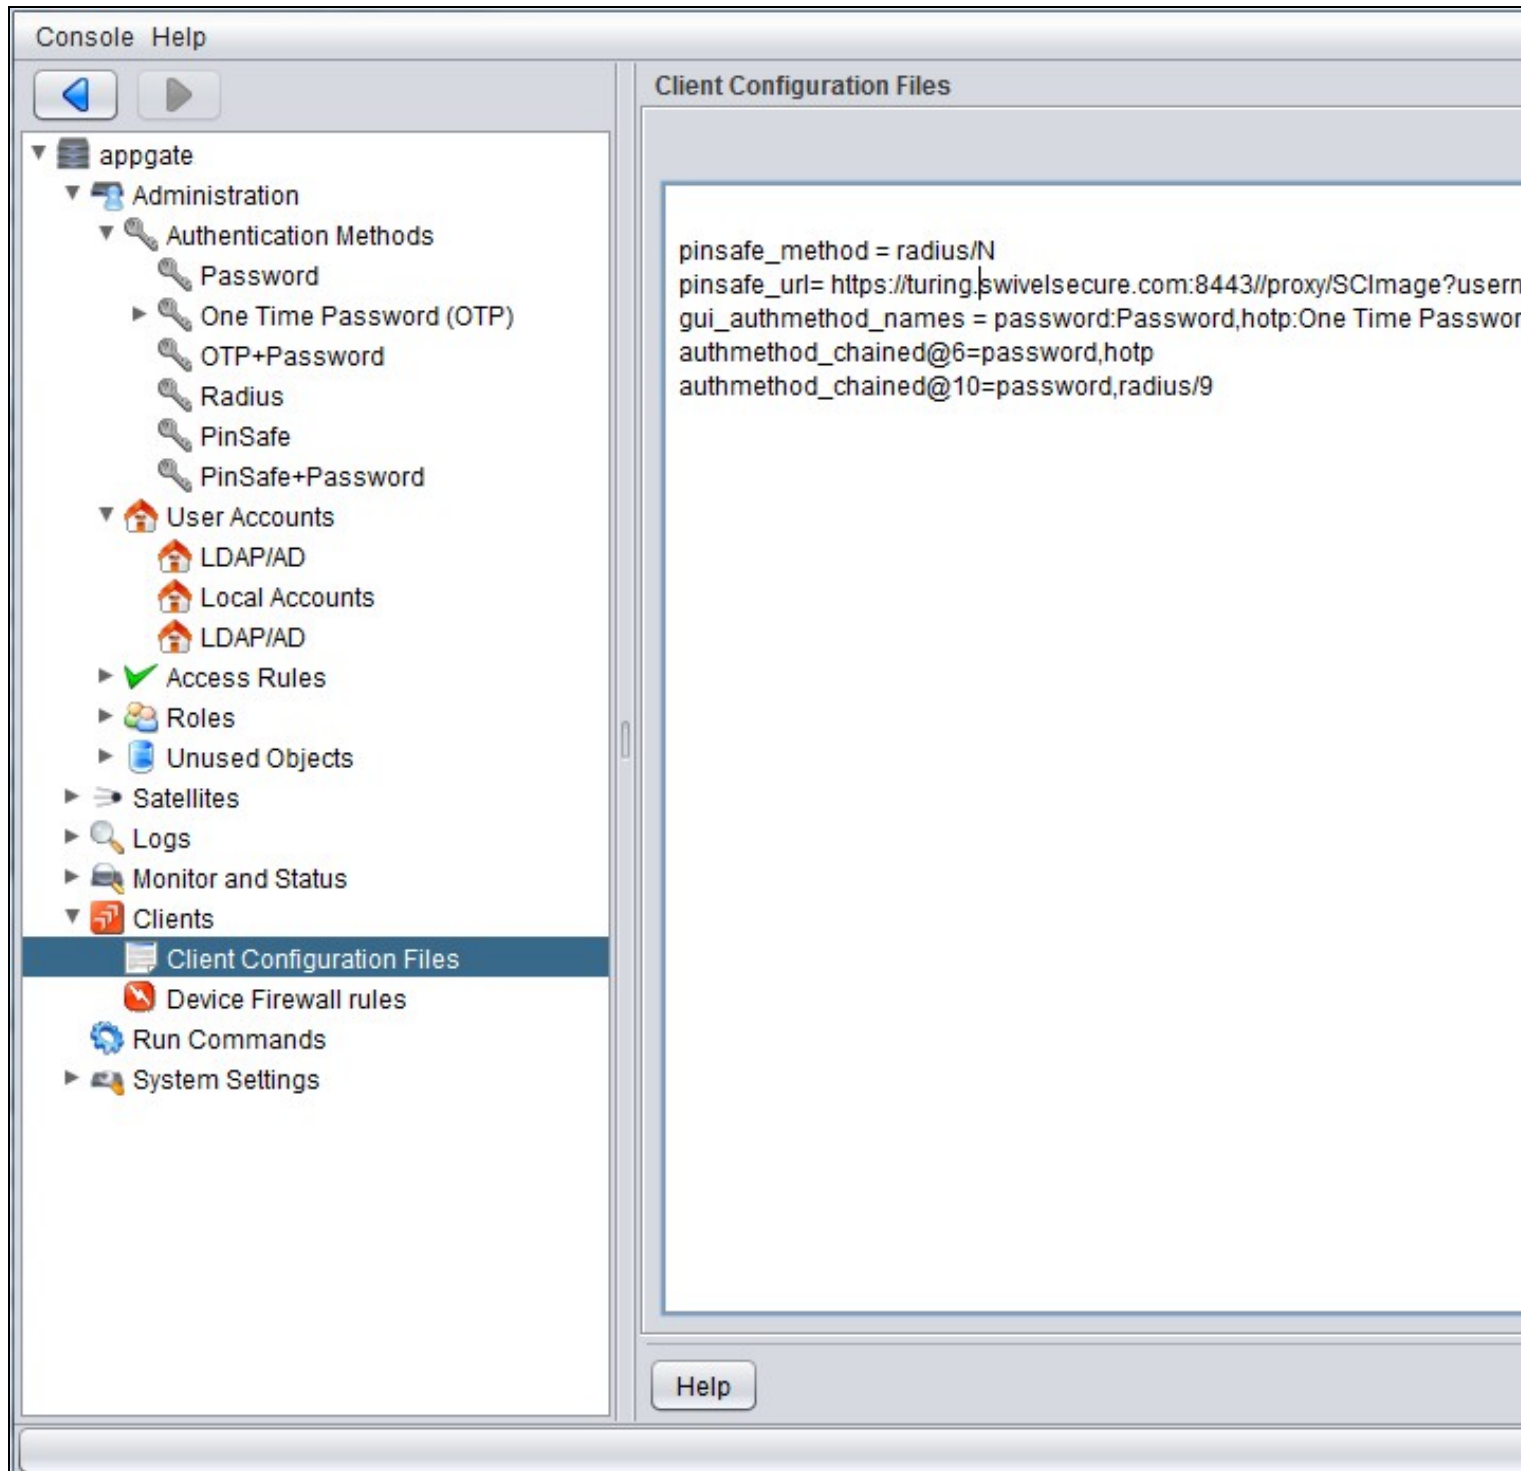 Console Help
Client Configuration Files
appgate
Administration
Authentication Methods
Password
One Time Password (OTP)
OTP+Password
Radius
PinSafe
PinSafe+Password
User Accounts
LDAP/AD
Local Accounts
LDAP/AD
Access Rules
Roles
Unused Objects
Satellites
Logs
Monitor and Status
Clients
Client Configuration Files
Device Firewall rules
Run Commands
System Settings
pinsafe_method = radius/N
pinsafe_url= https://turing.swivelsecure.com:8443//proxy/SCImage?usern
gui_authmethod_names = password:Password,hotp:One Time Passwor
authmethod_chained@6=password,hotp
authmethod_chained@10=password,radius/9
Help